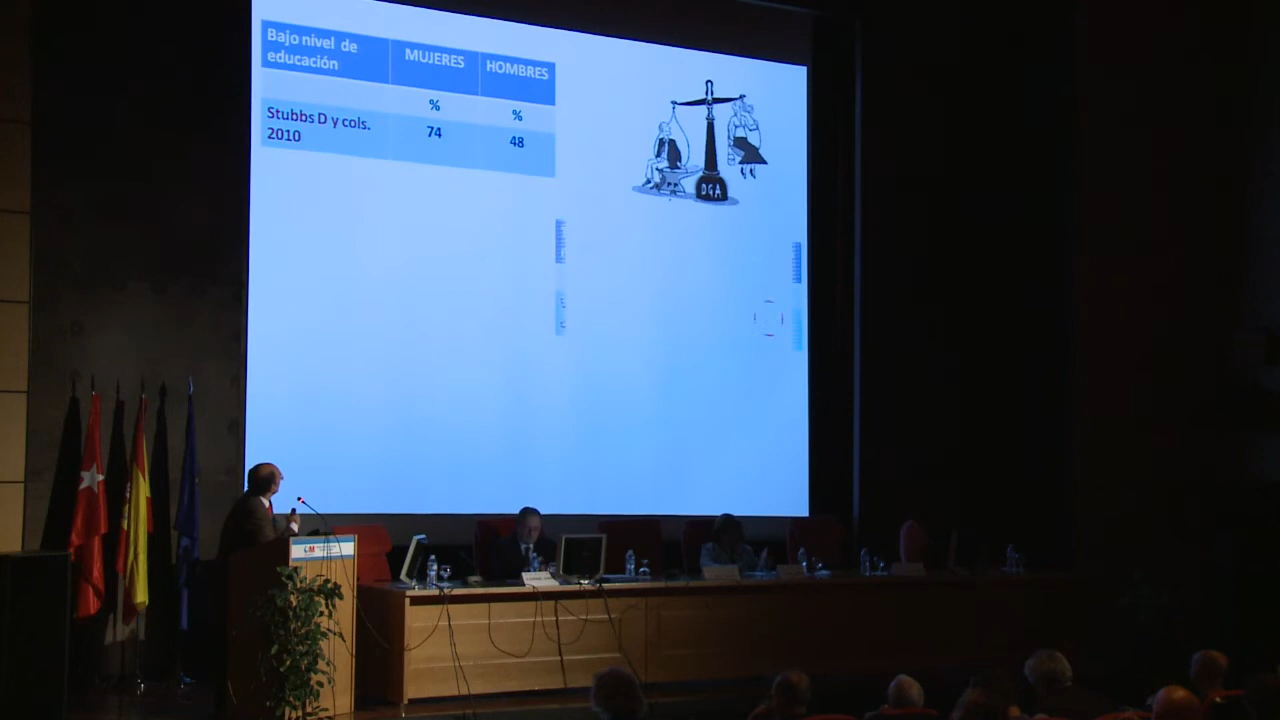 Bajo nivel de
educación
MUJERES
HOMBRES
%
%
Stubbs D y cols.
2010
74
48
DGA
M